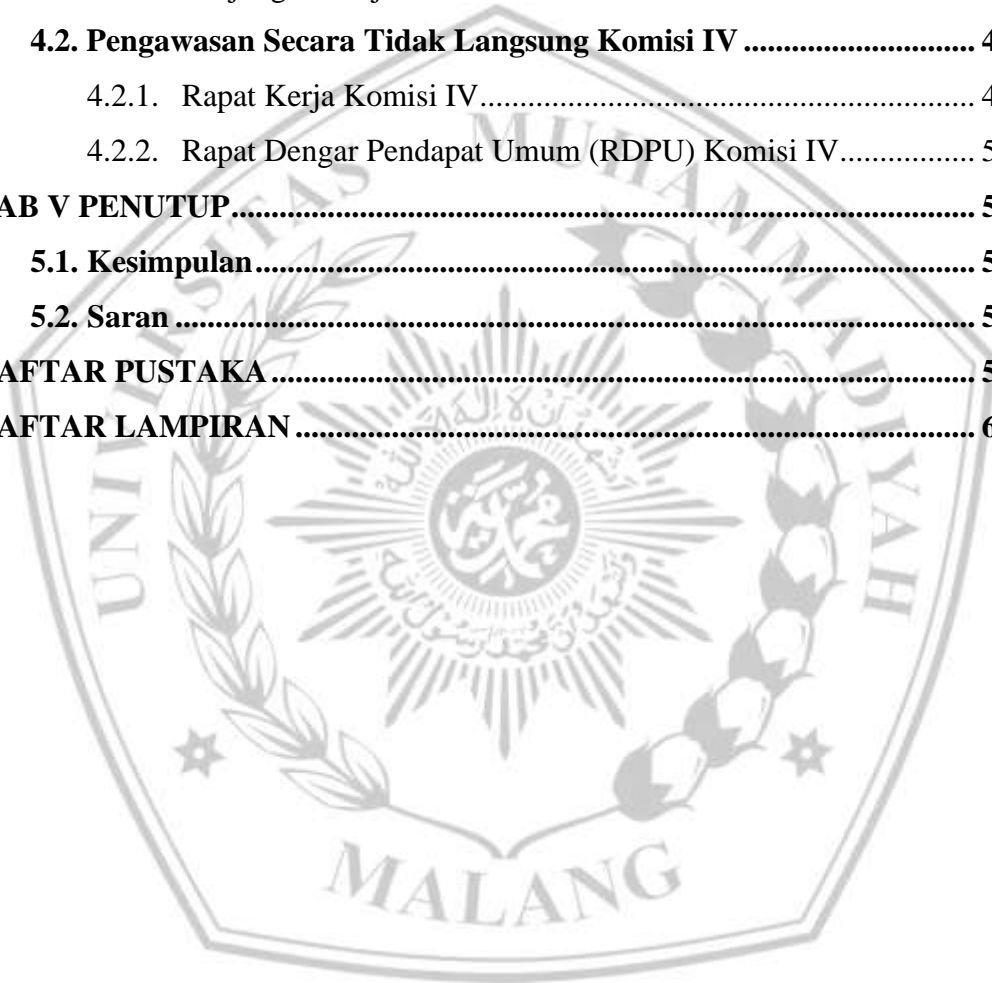 4.2. Pengawasan Secara Tidak Langsung Komisi IV ............................. 4
4.2.1. Rapat Kerja Komisi IV............................................................. 4
4.2.2. Rapat Dengar Pendapat Umum (RDPU) Komisi IV................. 5
AB V PENUTUP.............................................................................................. 5
5.1. Kesimpulan........................................................................................... 5
5.2. Saran ..................................................................................................... 5
AFTAR PUSTAKA ......................................................................................... 5
AFTAR LAMPIRAN ...................................................................................... 6
UNIVERSITAS MUHAMMADIYAH
MALANG